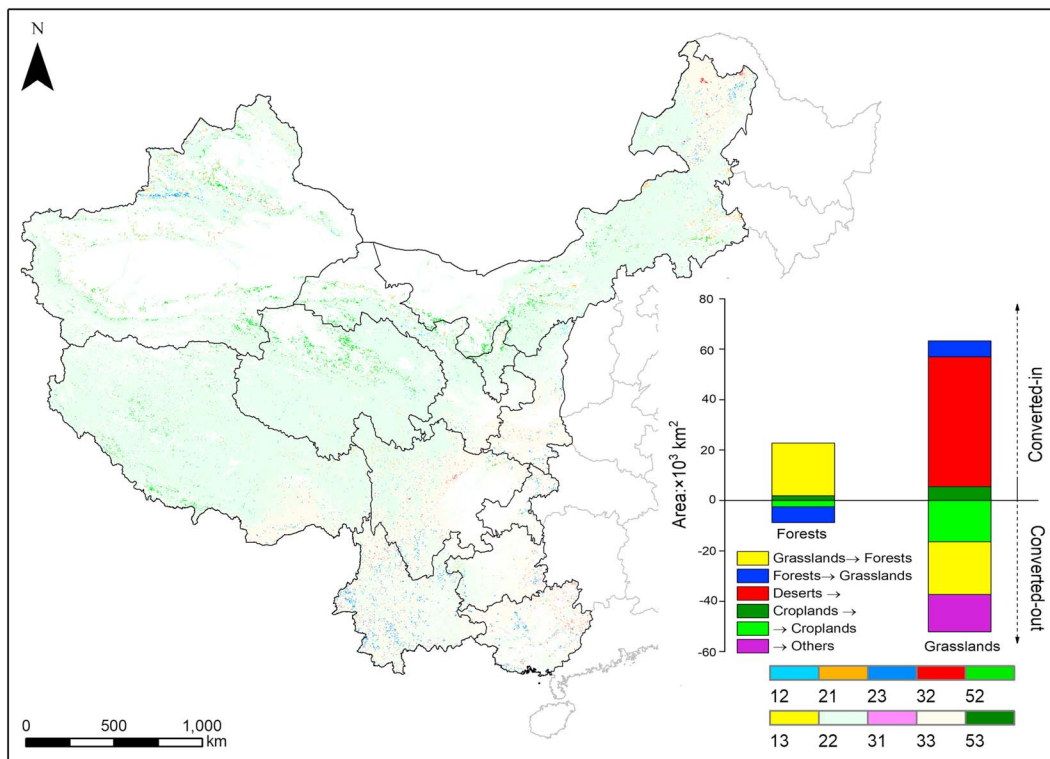 N
80
60
40
20
0
-20
-40
-60
Area:×10³ km²
Converted-in
Converted-out
Forests
Grasslands
Grasslands→ Forests
Forests→ Grasslands
Deserts →
Croplands →
→ Croplands
→ Others
12 21 23 32 52
13 22 31 33 53
0 500 1,000
km